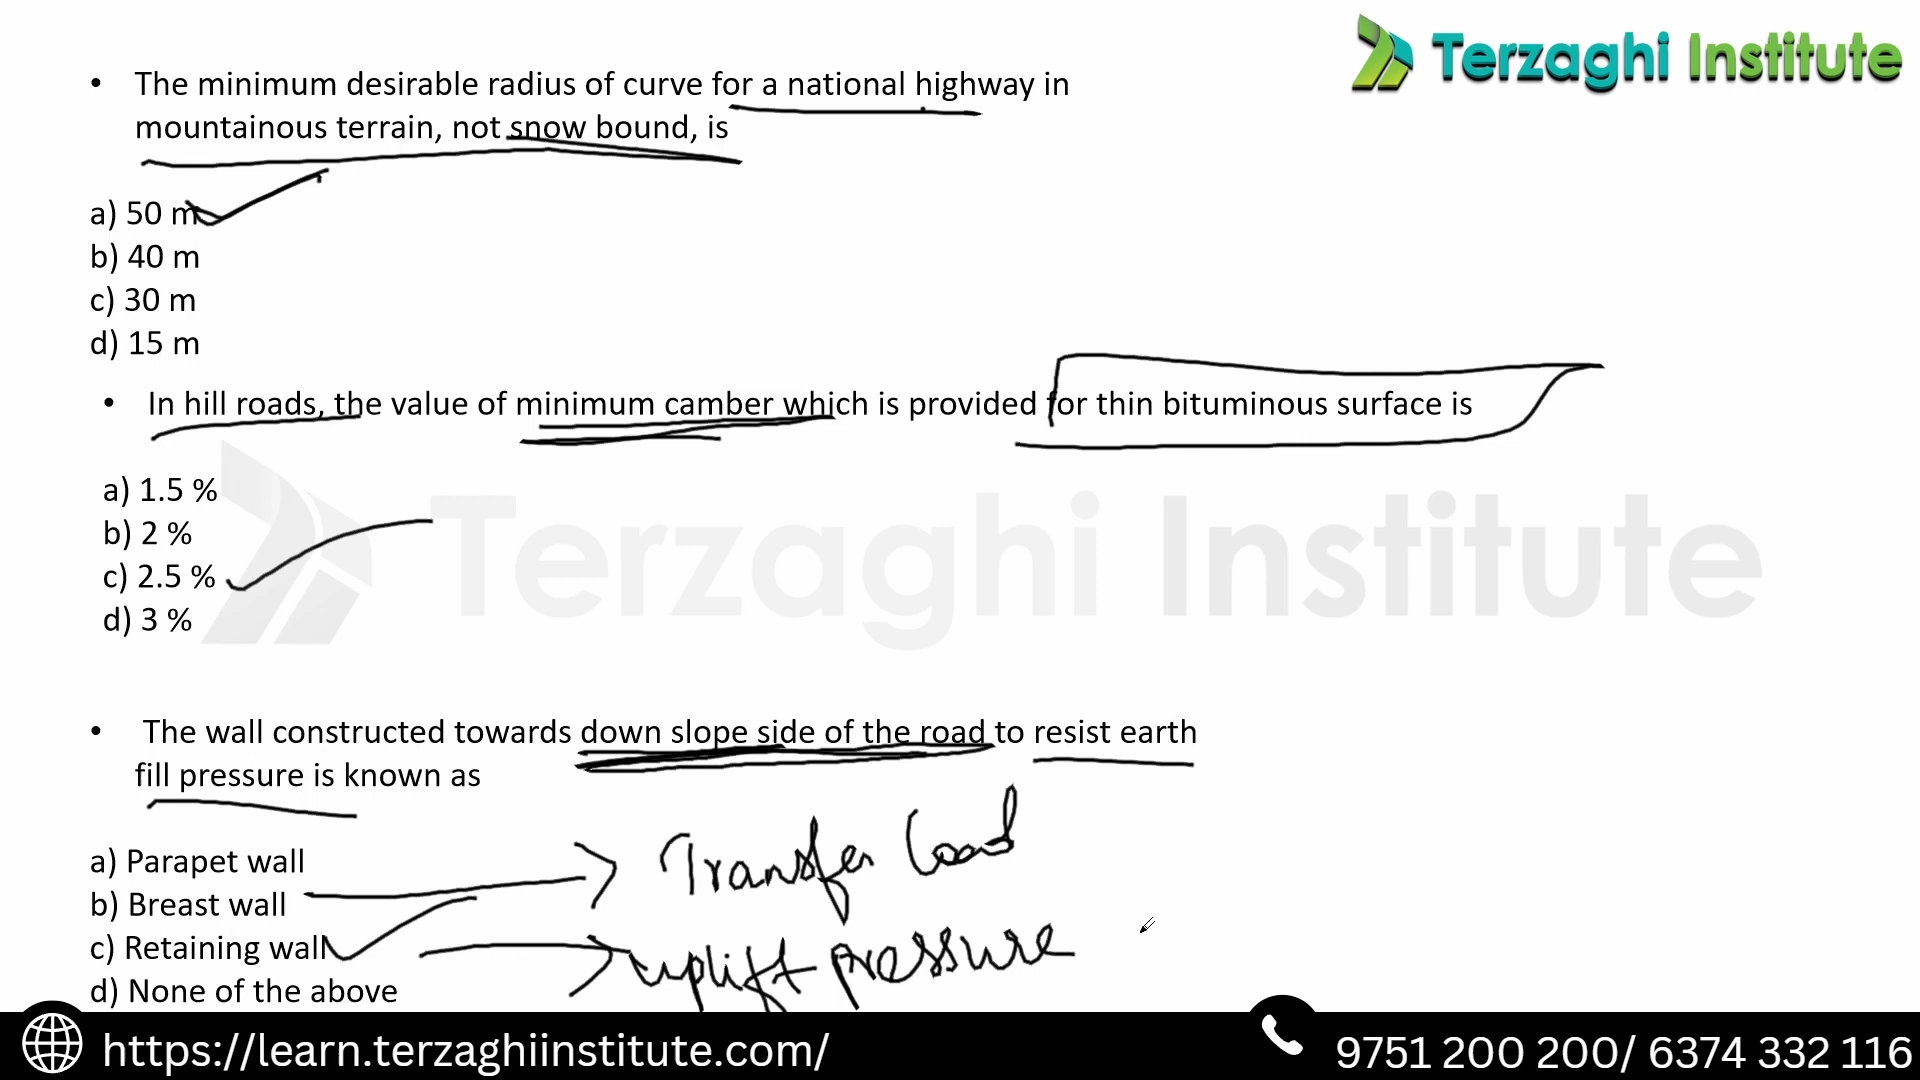 Terzaghi Institute
• The minimum desirable radius of curve for a national highway in
mountainous terrain, not snow bound, is
a) 50 m
b) 40 m
c) 30 m
d) 15 m
• In hill roads, the value of minimum camber which is provided for thin bituminous surface is
a) 1.5 %
b) 2 %
c) 2.5 %
d) 3 %
Terzaghi Institute
• The wall constructed towards down slope side of the road to resist earth
fill pressure is known as
a) Parapet wall
Transfer load
b) Breast wall
c) Retaining wall
uplift pressure
d) None of the above
https://learn.terzaghiinstitute.com/
9751 200 200/ 6374 332 116